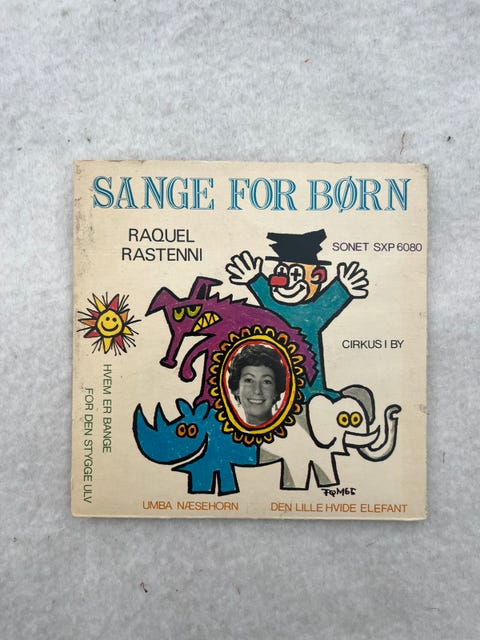 SANGE FOR BØRN
RAQUEL
RASTENNI
SONET SXP 6080
CIRKUS I BY
HVEM ER BANGE
FOR DEN STYGGE ULV
UMBA NÆSEHORN
DEN LILLE HVIDE ELEFANT